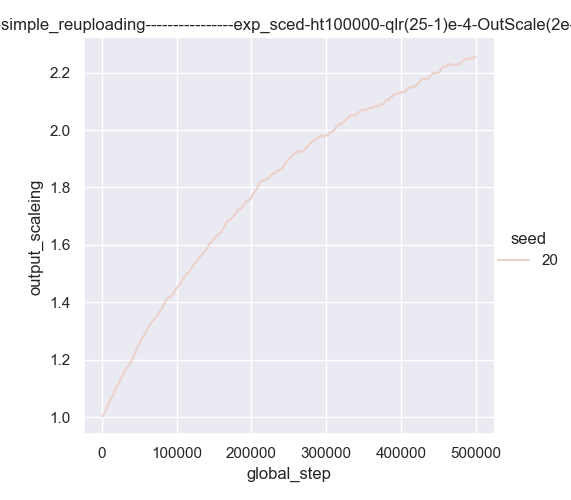 -simple_reuploading----------------exp_sced-ht100000-qlr(25-1)e-4-OutScale(2e-
2.2
2.0
1.8
1.6
1.4
1.2
1.0
output_scaleing
seed
20
0 100000 200000 300000 400000 500000
global_step